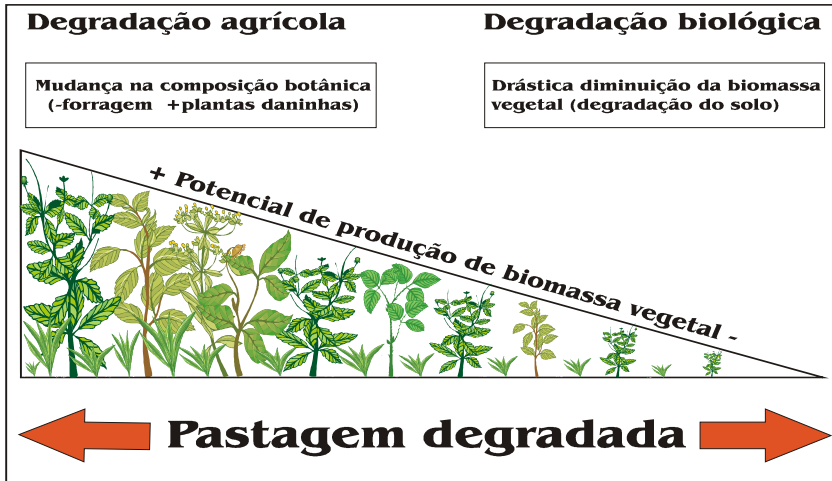 Degradação agrícola
Degradação biológica
Mudança na composição botânica
(-forragem +plantas daninhas)
Drástica diminuição da biomassa
vegetal (degradação do solo)
+ Potencial de produção de biomassa vegetal -
Pastagem degradada